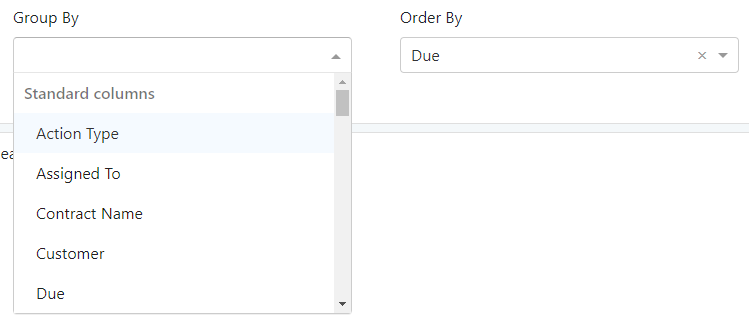 Group By
Order By
Due
Standard columns
Action Type
ea
Assigned To
Contract Name
Customer
Due